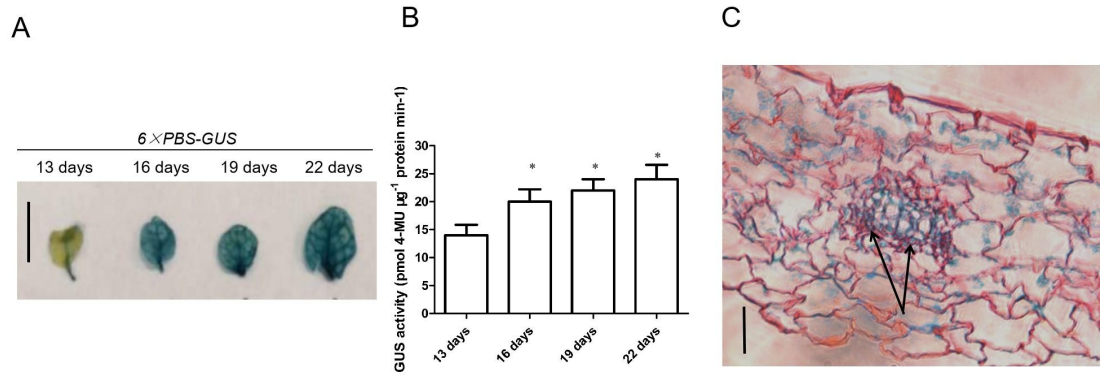 A
B
C
6×PBS-GUS
13 days 16 days 19 days 22 days
GUS activity (pmol 4-MU µg⁻¹ protein min-1)
30
25
20
15
10
5
0
* * *
13 days 16 days 19 days 22 days